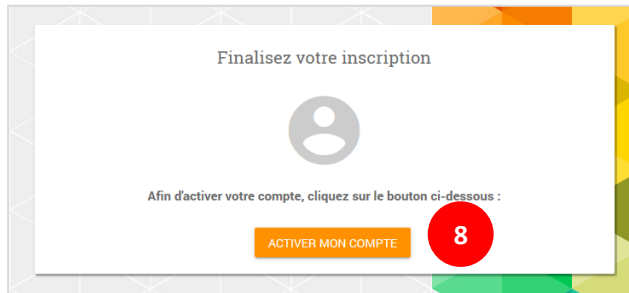 Finalisez votre inscription
Afin d'activer votre compte, cliquez sur le bouton ci-dessous :
ACTIVER MON COMPTE
8